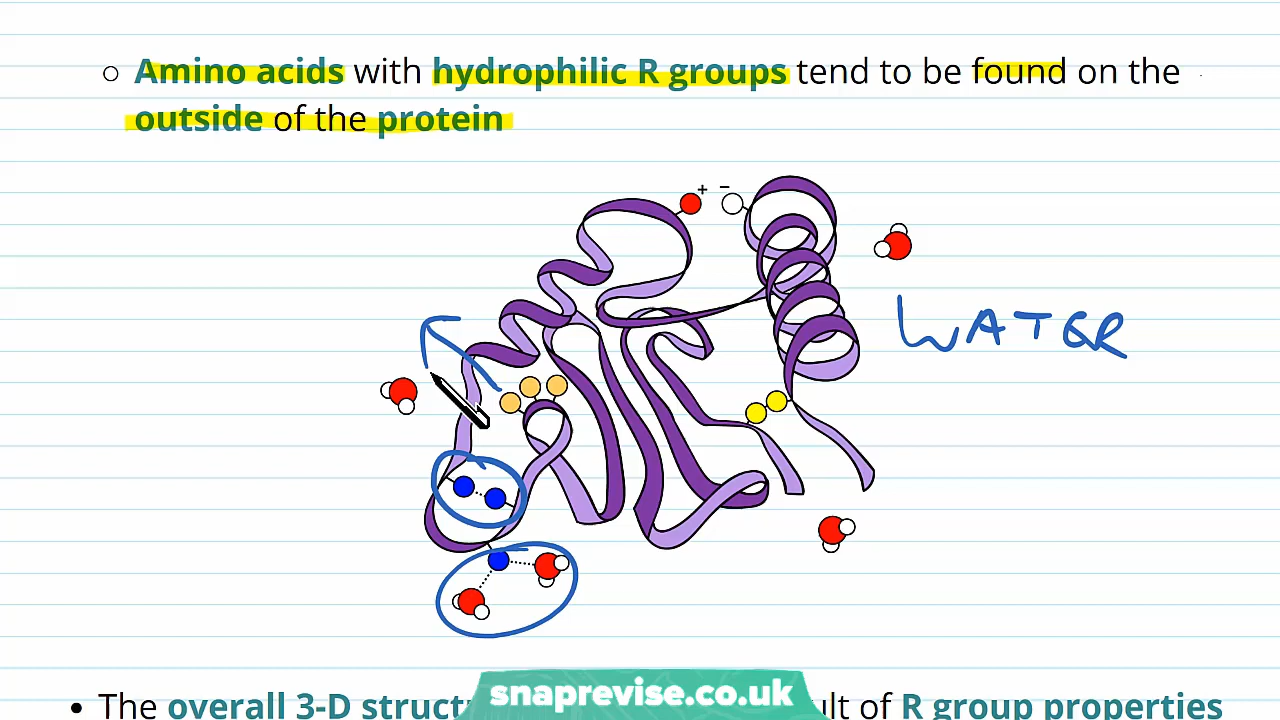 Amino acids with hydrophilic R groups tend to be found on the
outside of the protein
+ −
WATER
The overall 3-D struct
ult of R group properties
snaprevise.co.uk